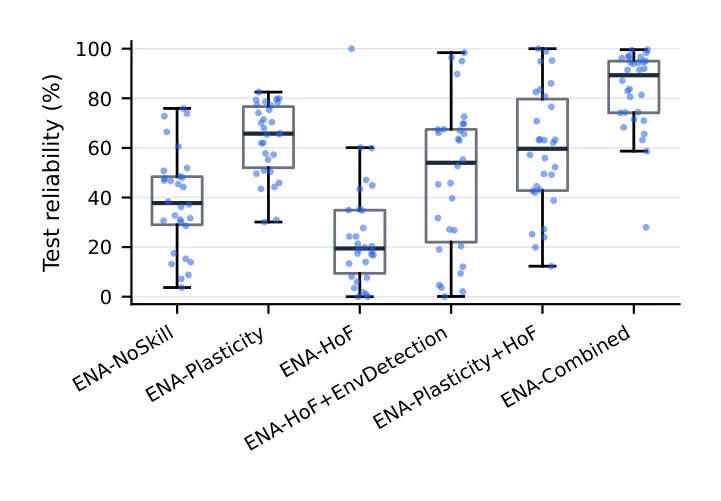 Test reliability (%)
100
80
60
40
20
0
ENA-NoSkill
ENA-Plasticity
ENA-HoF
ENA-HoF+EnvDetection
ENA-Plasticity+HoF
ENA-Combined